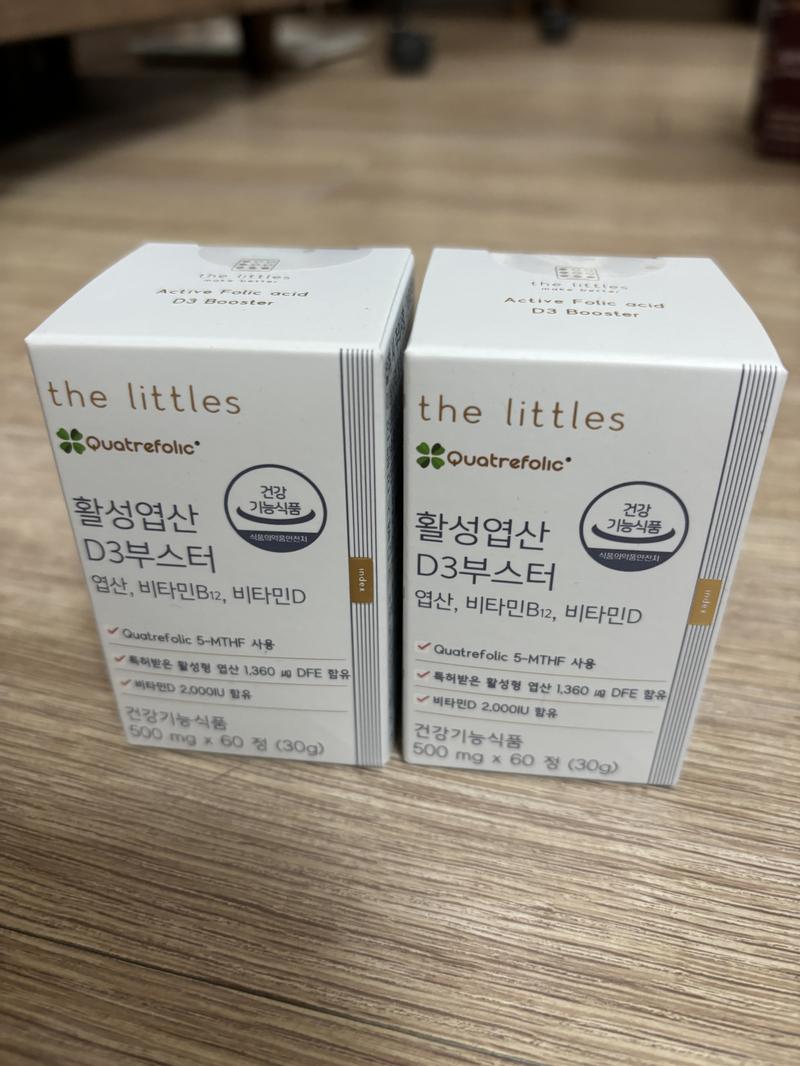 the littles
make better
Active Folic acid
D3 Booster
the littles
Quatrefolic®
건강
기능식품
식품의약품안전처
활성엽산
D3부스터
엽산, 비타민B12, 비타민D
index
Quatrefolic 5-MTHF 사용
특허받은 활성형 엽산 1,360 ㎍ DFE 함유
비타민D 2,000IU 함유
건강기능식품
500 mg x 60 정 (30g)
the littles
make better
Active Folic acid
D3 Booster
the littles
Quatrefolic®
건강
기능식품
식품의약품안전처
활성엽산
D3부스터
엽산, 비타민B12, 비타민D
index
Quatrefolic 5-MTHF 사용
특허받은 활성형 엽산 1,360 ㎍ DFE 함유
비타민D 2,000IU 함유
건강기능식품
500 mg x 60 정 (30g)